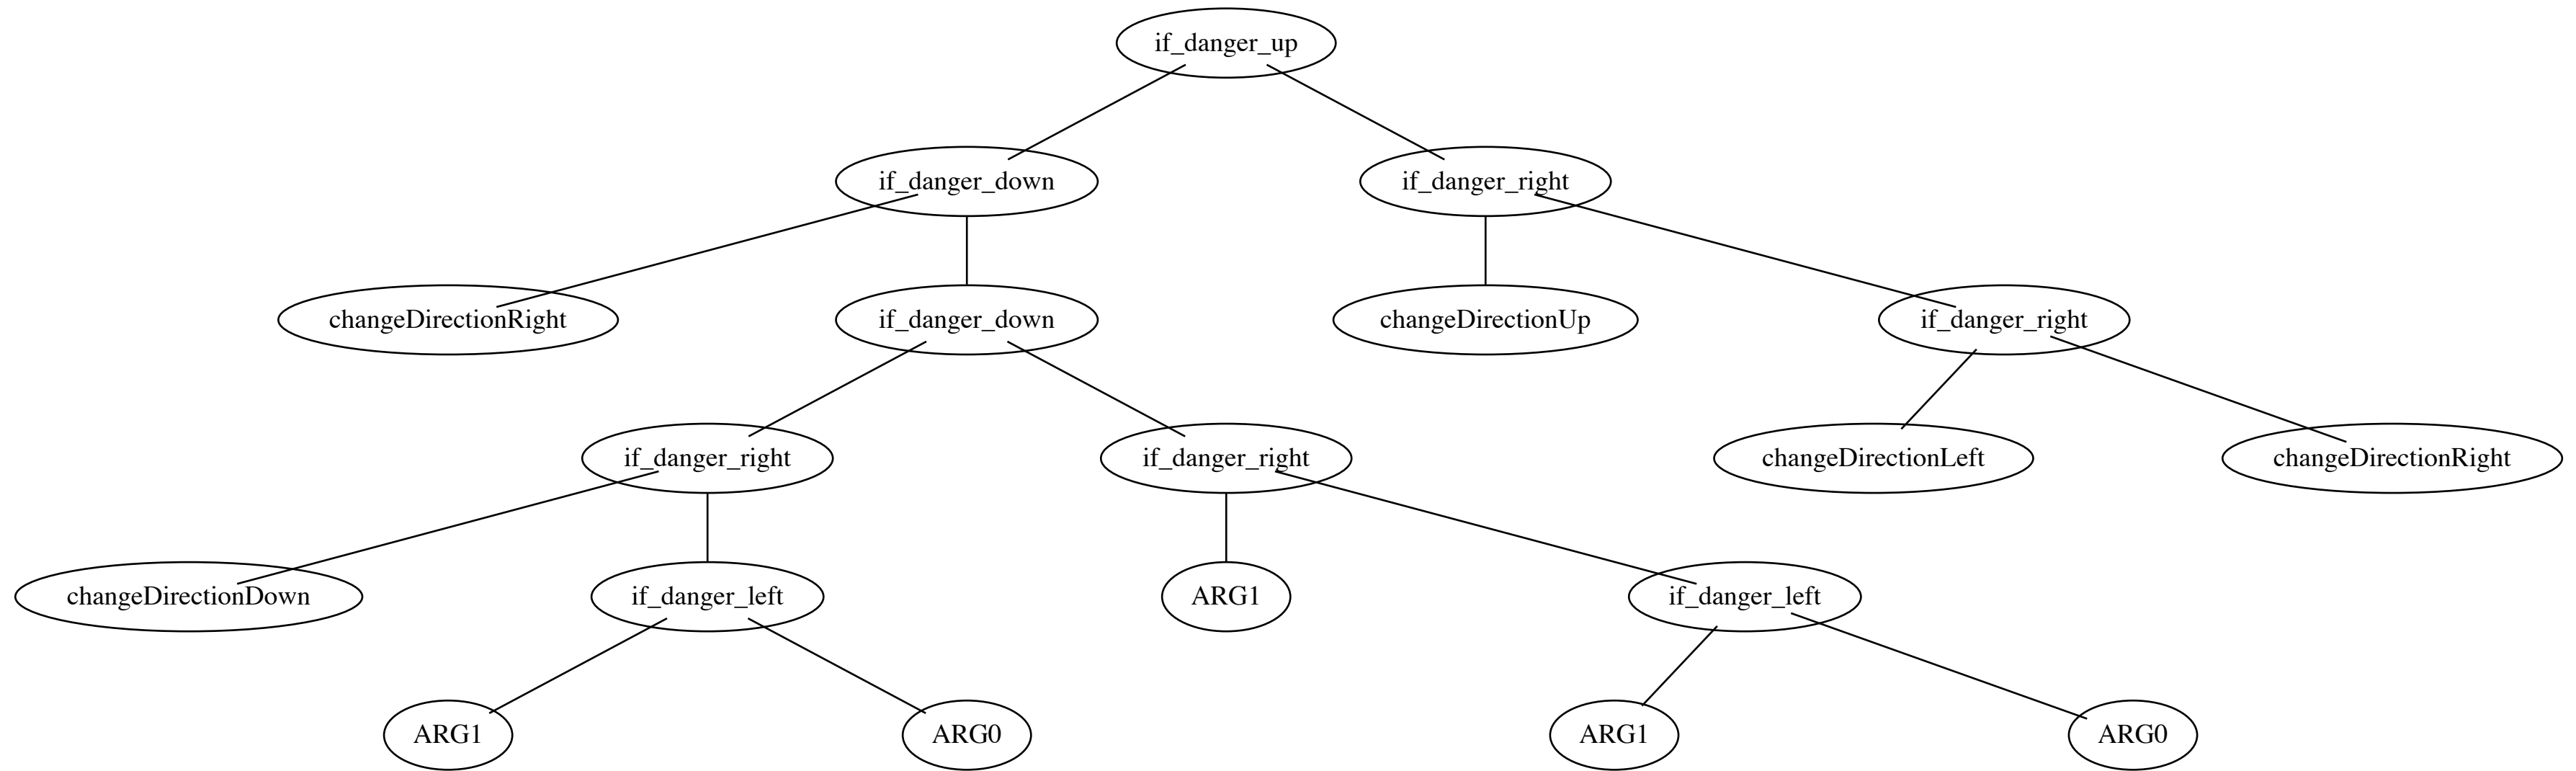 if_danger_up
if_danger_down
if_danger_right
changeDirectionRight
if_danger_down
changeDirectionUp
if_danger_right
if_danger_right
if_danger_right
changeDirectionLeft
changeDirectionRight
changeDirectionDown
if_danger_left
ARG1
if_danger_left
ARG1
ARG0
ARG1
ARG0